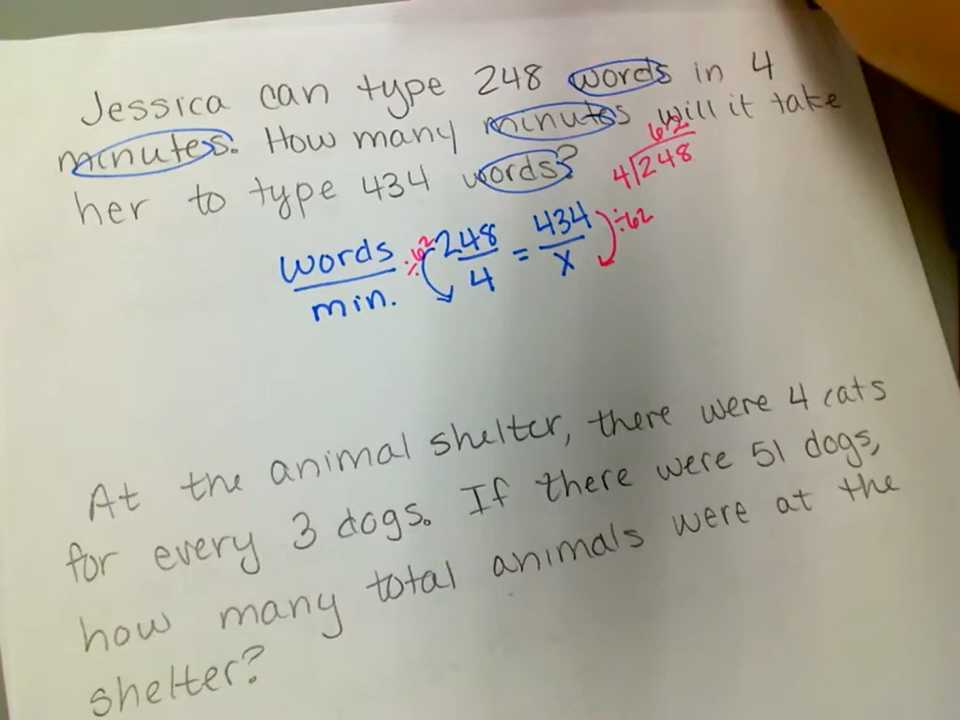 Jessica can type 248 words in 4
minutes. How many minutes will it take
her to type 434 words?
62
4)248
words/min. ÷62 248/4 = 434/x ÷62
At the animal shelter, there were 4 cats
for every 3 dogs. If there were 51 dogs,
how many total animals were at the
shelter?